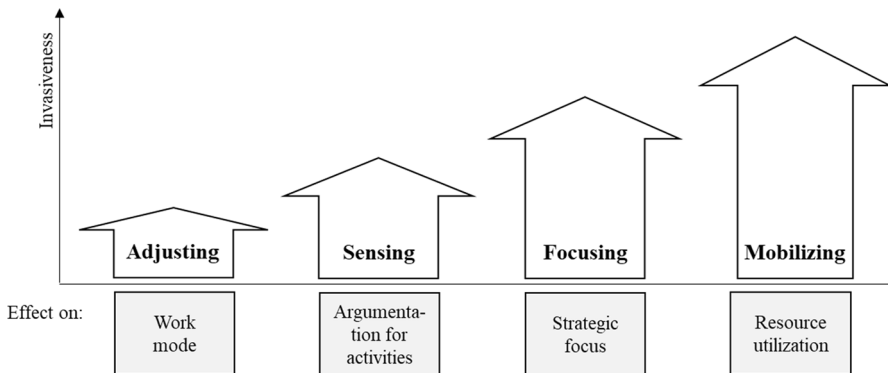 Invasiveness
Adjusting
Sensing
Focusing
Mobilizing
Effect on:
Work
mode
Argumenta-
tion for
activities
Strategic
focus
Resource
utilization